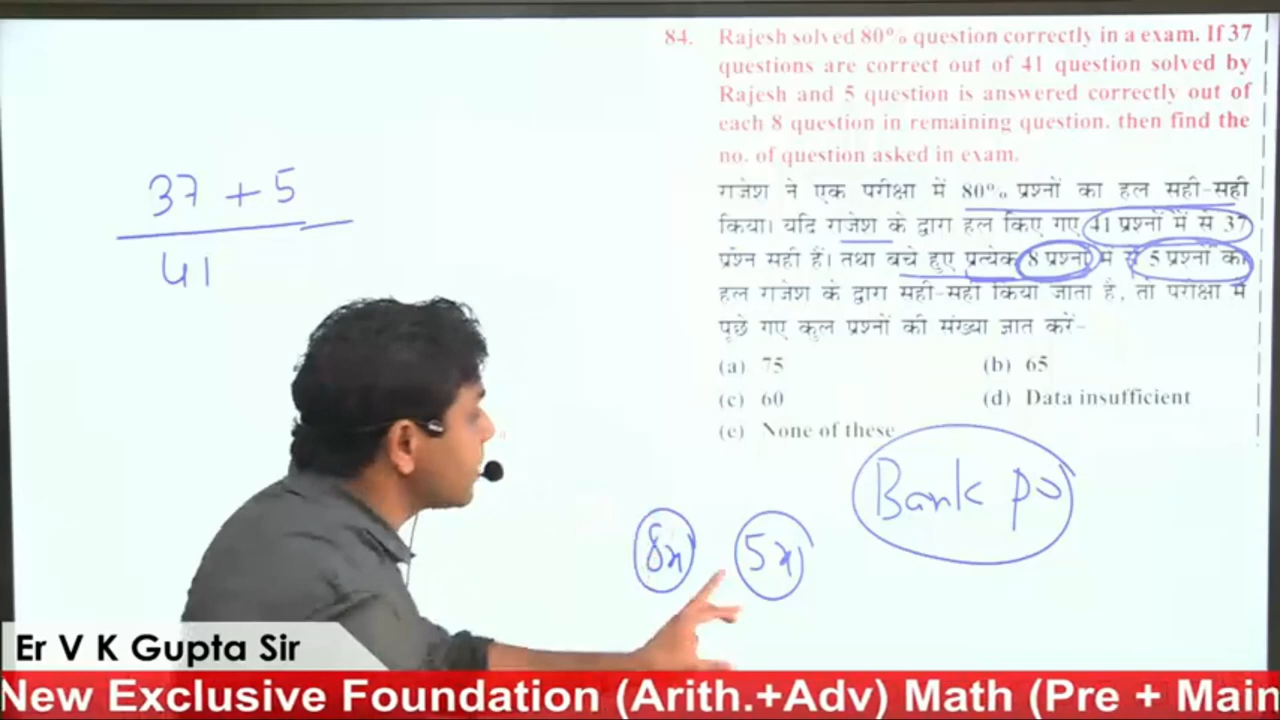 84. Rajesh solved 80% question correctly in a exam. If 37
questions are correct out of 41 question solved by
Rajesh and 5 question is answered correctly out of
each 8 question in remaining question. then find the
no. of question asked in exam.
राजेश ने एक परीक्षा में 80% प्रश्नों का हल सही-सही
किया। यदि राजेश के द्वारा हल किए गए 41 प्रश्नों में से 37
प्रश्न सही हैं। तथा बचे हुए प्रत्येक 8 प्रश्नों में से 5 प्रश्नों का
हल राजेश के द्वारा सही-सही किया जाता है, तो परीक्षा में
पूछे गए कुल प्रश्नों की संख्या ज्ञात करें-
(a) 75 (b) 65
(c) 60 (d) Data insufficient
(e) None of these
37 + 5
41
Bank po
8x 5x
Er V K Gupta Sir
New Exclusive Foundation (Arith.+Adv) Math (Pre + Main